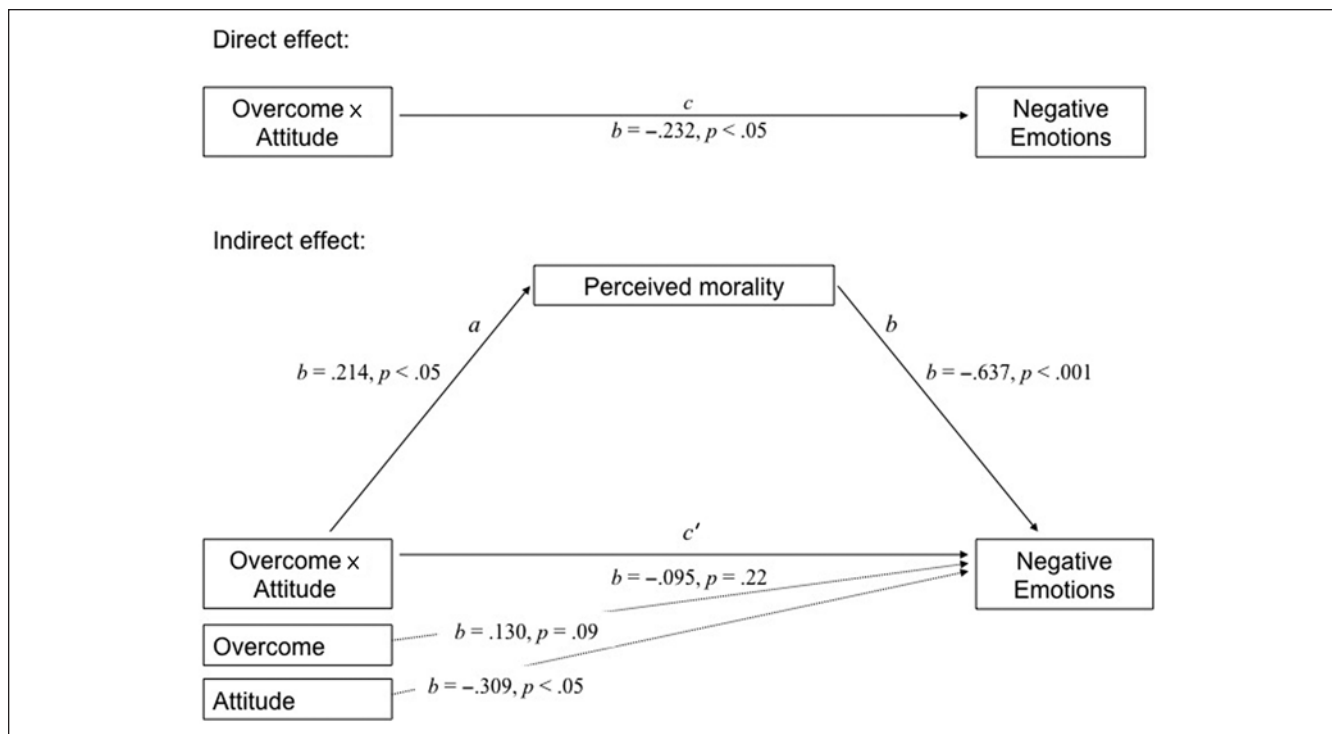 Direct effect:
Overcome ×
Attitude
c
b = –.232, p < .05
Negative
Emotions
Indirect effect:
Perceived morality
a
b = .214, p < .05
b
b = –.637, p < .001
Overcome ×
Attitude
c′
b = –.095, p = .22
Negative
Emotions
Overcome
b = .130, p = .09
Attitude
b = –.309, p < .05